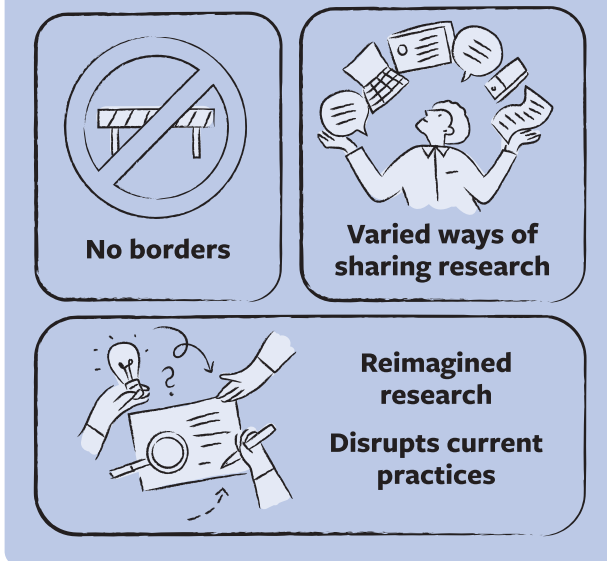 No borders
Varied ways of
sharing research
?
Reimagined
research
Disrupts current
practices